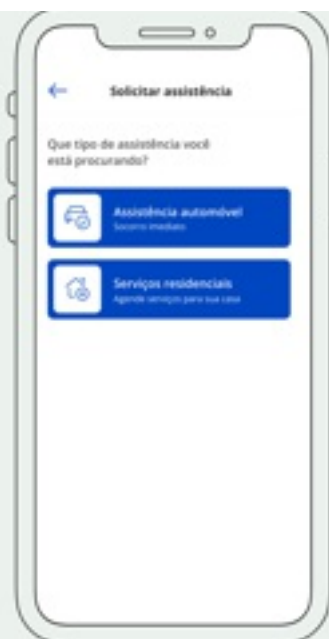 Solicitar assistência
Que tipo de assistência você
está procurando?
Assistência automóvel
Socorro imediato
Serviços residenciais
Agende serviços para sua casa